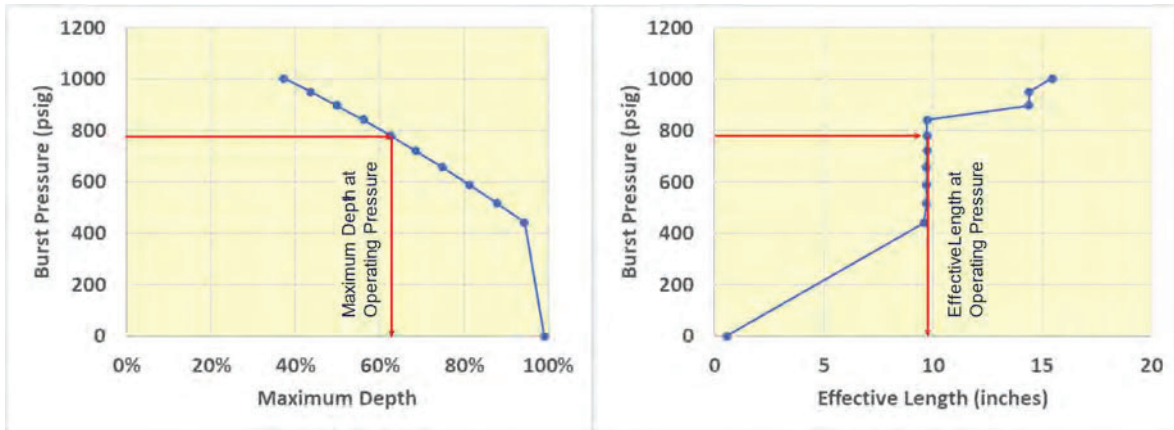 1200
1000
800
600
400
200
0
Burst Pressure (psig)
0% 20% 40% 60% 80% 100%
Maximum Depth
Maximum Depth at
Operating Pressure
1200
1000
800
600
400
200
0
Burst Pressure (psig)
0 5 10 15 20
Effective Length (inches)
Effective Length at
Operating Pressure